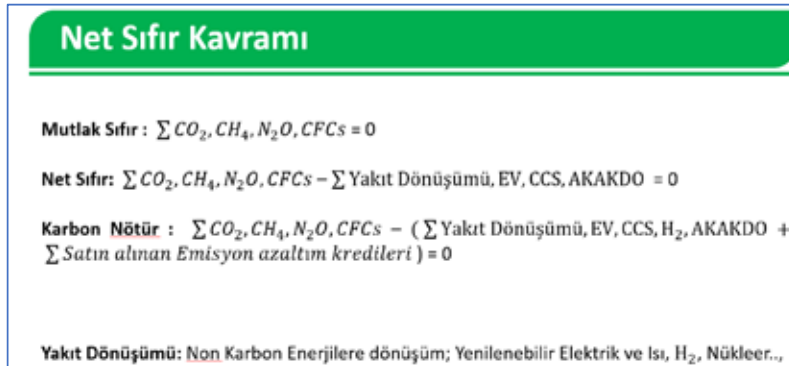 Net Sıfır Kavramı
Mutlak Sıfır : ∑ CO₂, CH₄, N₂O, CFCs = 0
Net Sıfır: ∑ CO₂, CH₄, N₂O, CFCs – ∑ Yakıt Dönüşümü, EV, CCS, AKAKDO = 0
Karbon Nötür : ∑ CO₂, CH₄, N₂O, CFCs – ( ∑ Yakıt Dönüşümü, EV, CCS, H₂, AKAKDO +
∑ Satın alınan Emisyon azaltım kredileri ) = 0
Yakıt Dönüşümü: Non Karbon Enerjilere dönüşüm; Yenilenebilir Elektrik ve Isı, H₂, Nükleer..,